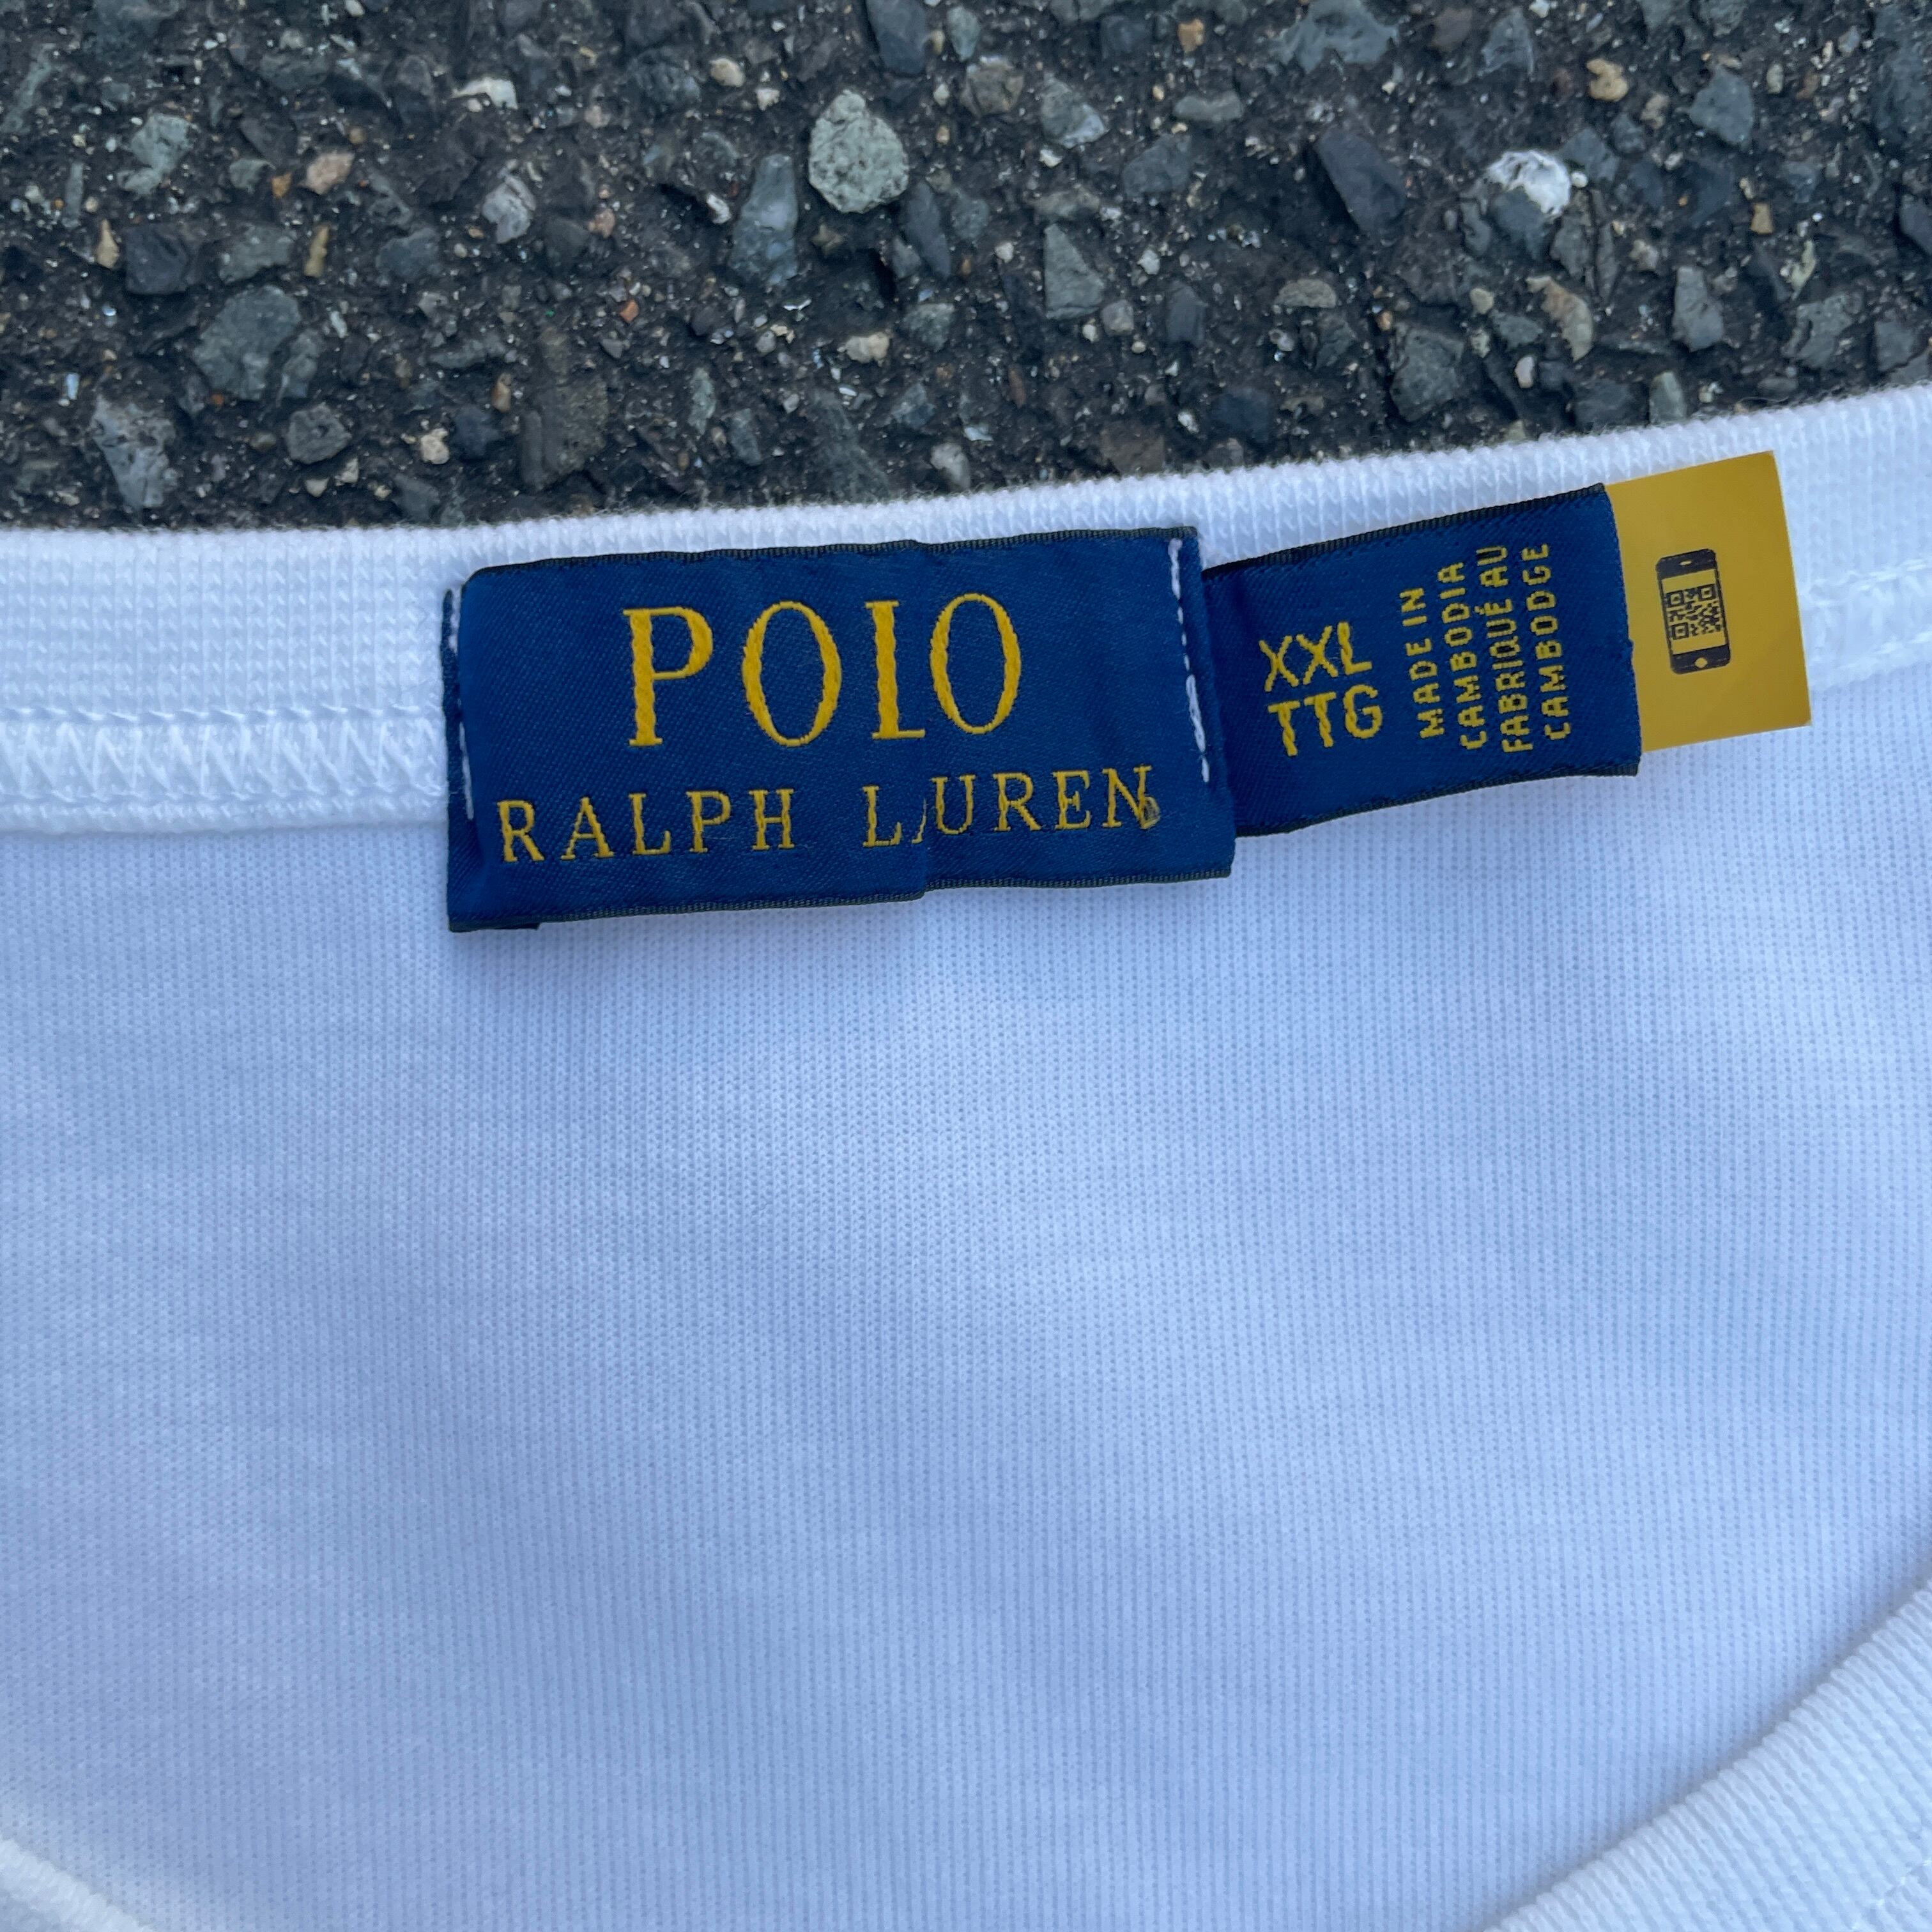 POLO
RALPH LAUREN
XXL
TTG
MADE IN
CAMBODIA
FABRIQUÉ AU
CAMBODGE